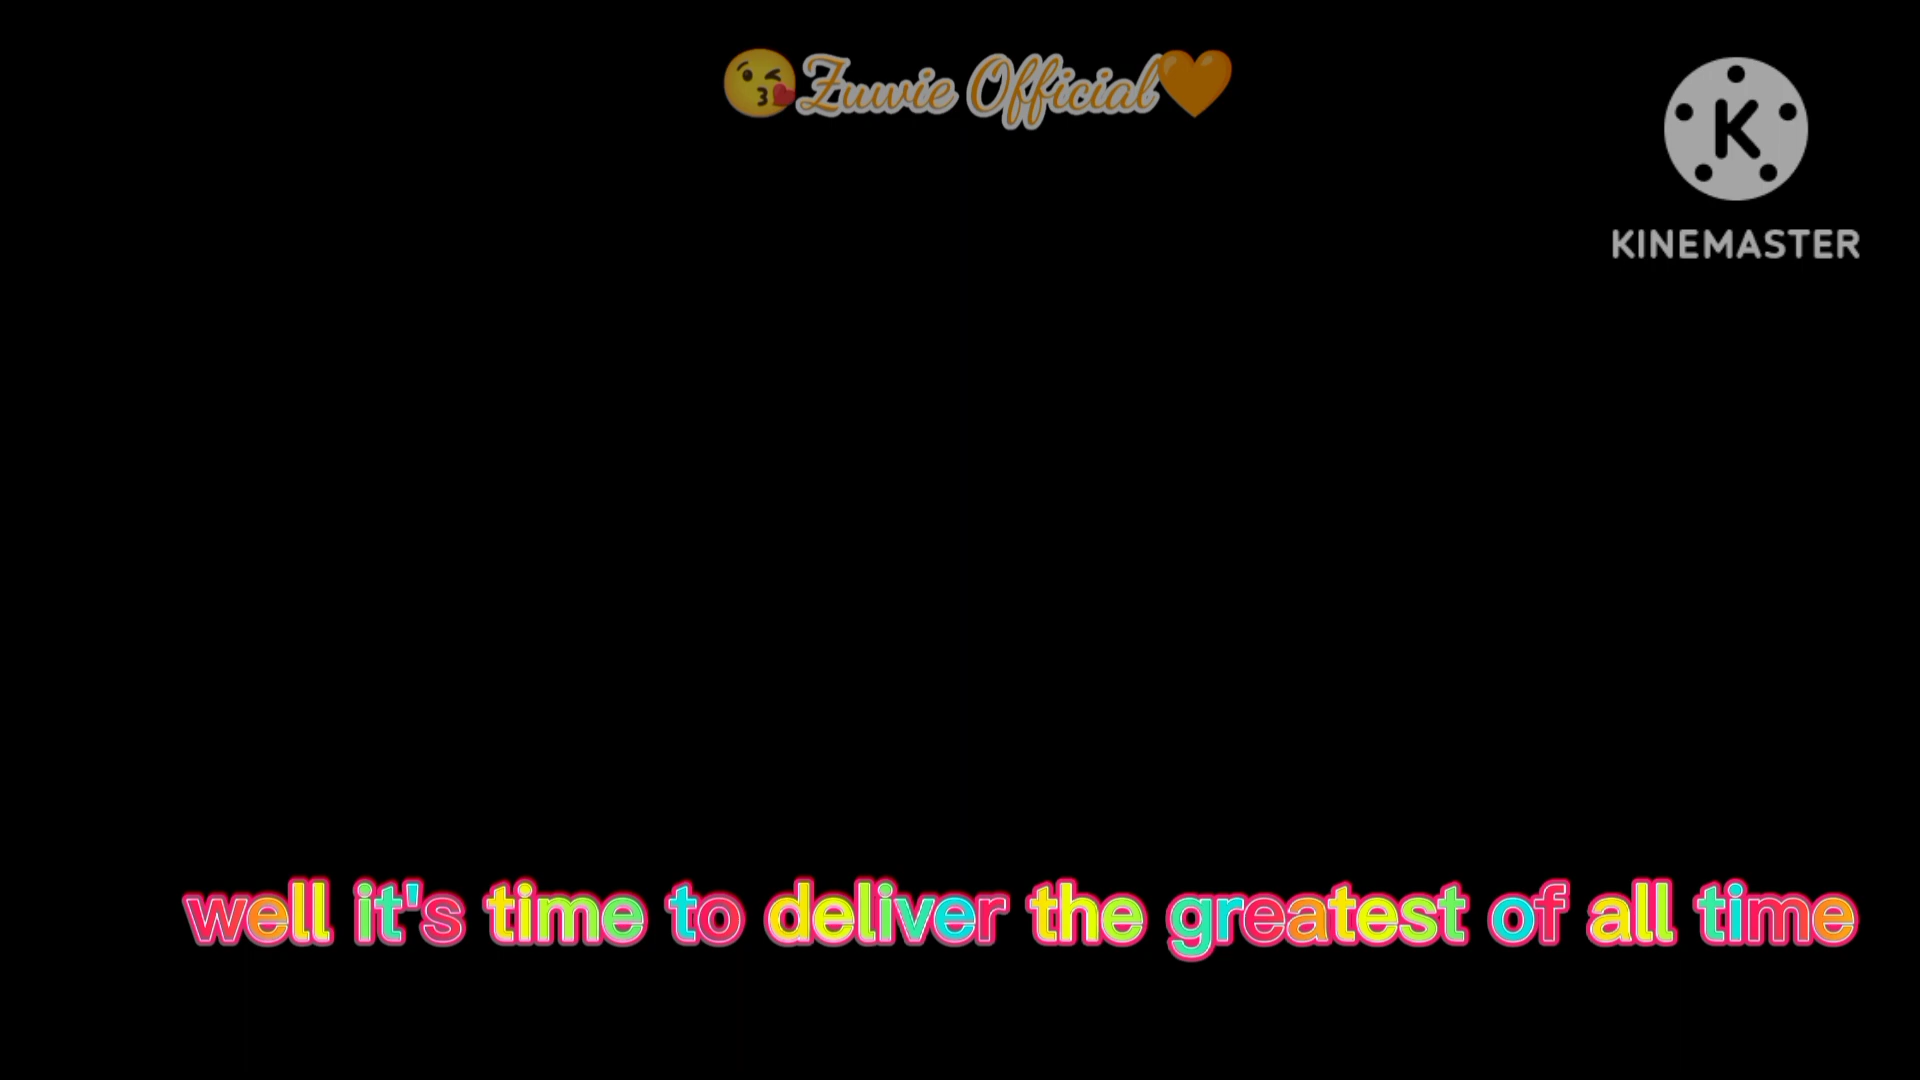 😘Zuwie Official🧡
K
KINEMASTER
well it's time to deliver the greatest of all time